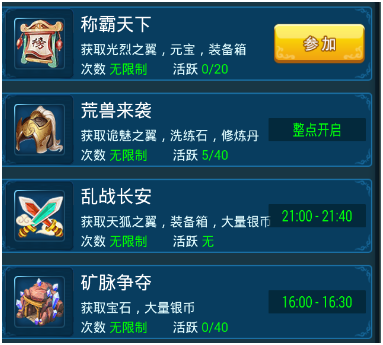 称霸天下
获取光烈之翼，元宝，装备箱
次数 无限制 活跃 0/20
参加
荒兽来袭
获取诡魅之翼，洗练石，修炼丹
次数 无限制 活跃 5/40
整点开启
乱战长安
获取天狐之翼，装备箱，大量银币
次数 无限制 活跃 无
21:00 - 21:40
矿脉争夺
获取宝石，大量银币
次数 无限制 活跃 0/40
16:00 - 16:30